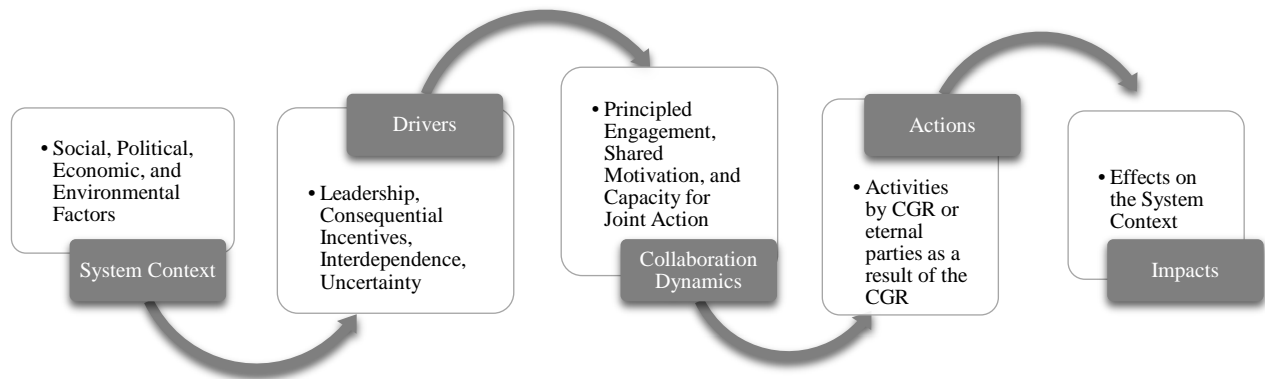 • Social, Political,
Economic, and
Environmental
Factors
System Context
Drivers
• Leadership,
Consequential
Incentives,
Interdependence,
Uncertainty
• Principled
Engagement,
Shared
Motivation, and
Capacity for
Joint Action
Collaboration
Dynamics
Actions
• Activities
by CGR or
eternal
parties as a
result of the
CGR
• Effects on
the System
Context
Impacts